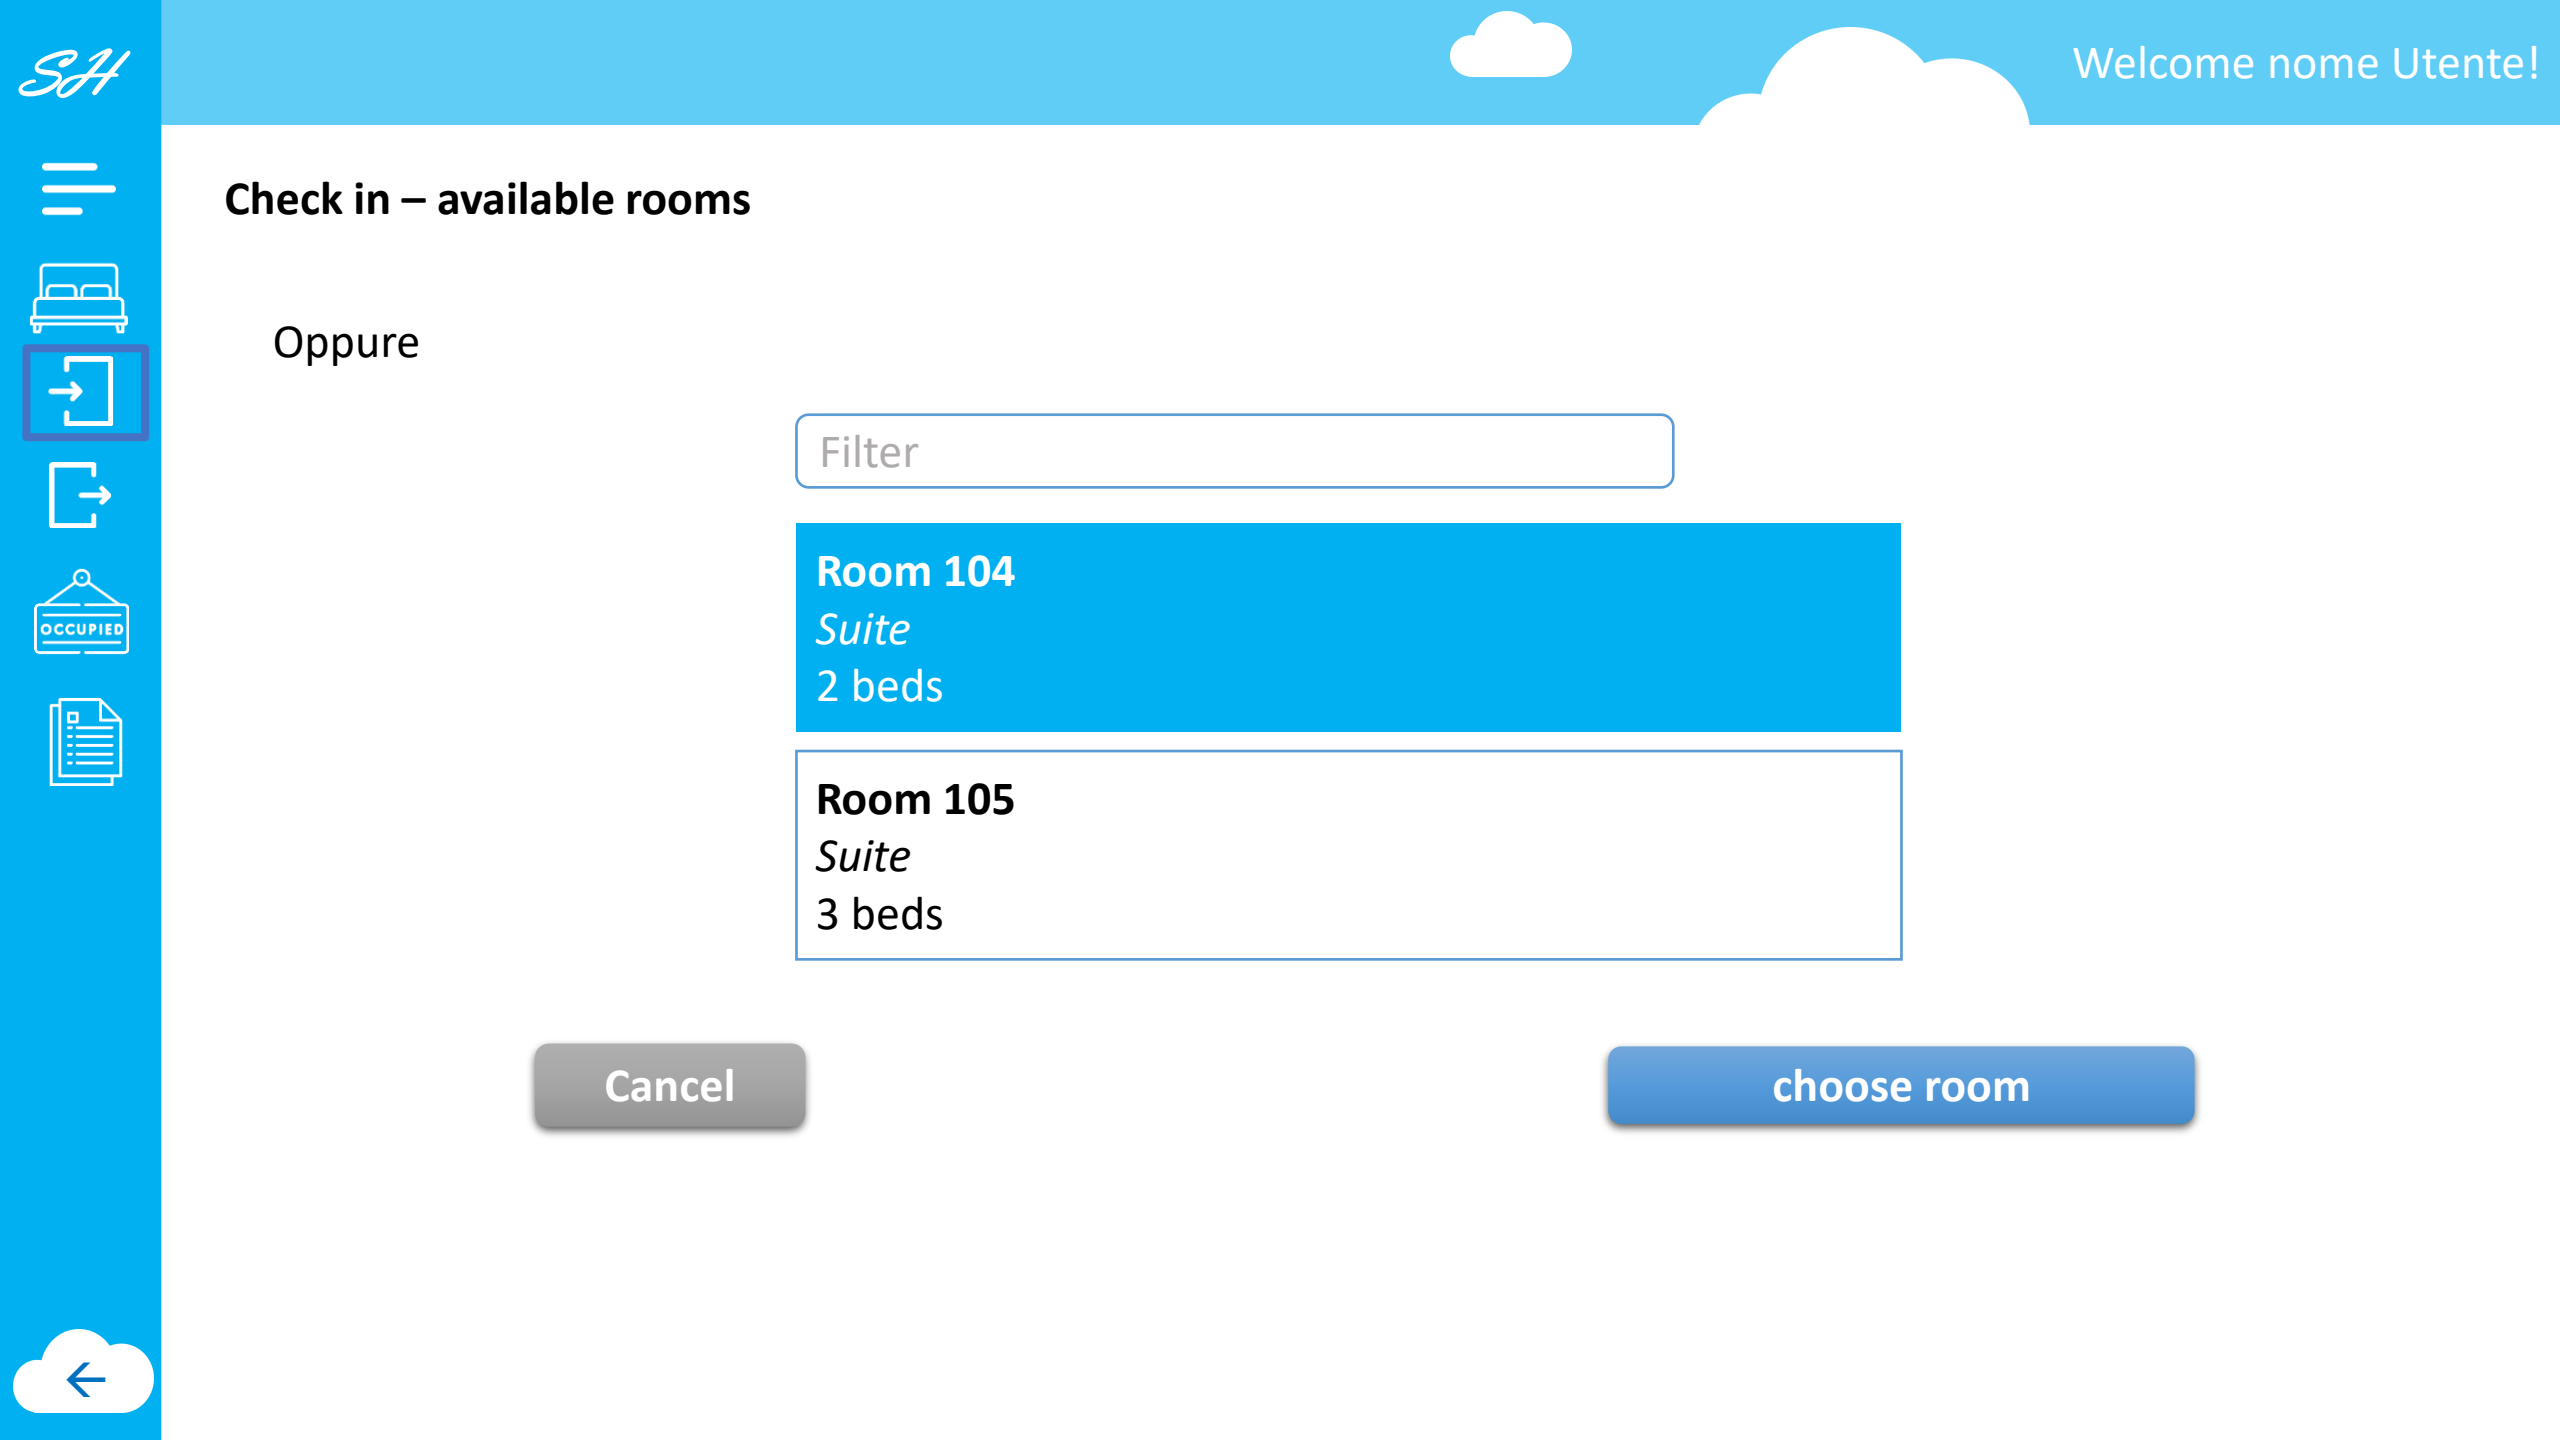 SH
Welcome nome Utente!
Check in – available rooms
Oppure
Filter
Room 104
Suite
2 beds
OCCUPIED
Room 105
Suite
3 beds
Cancel
choose room